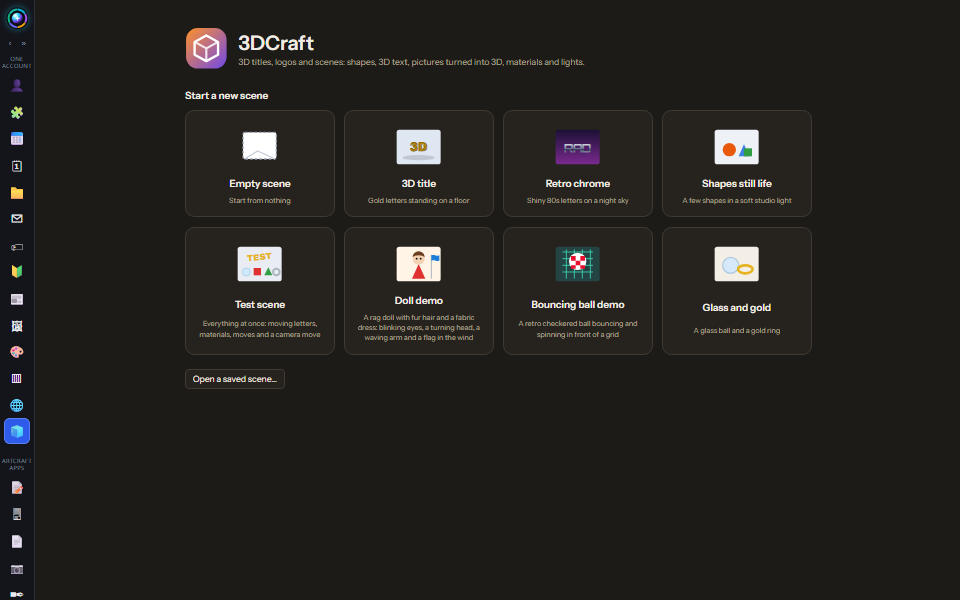 ONE
ACCOUNT
3DCraft
3D titles, logos and scenes: shapes, 3D text, pictures turned into 3D, materials and lights.
Start a new scene
3D
RAD
Empty scene
3D title
Retro chrome
Shapes still life
Start from nothing
Gold letters standing on a floor
Shiny 80s letters on a night sky
A few shapes in a soft studio light
TEST
Test scene
Doll demo
Bouncing ball demo
Glass and gold
Everything at once: moving letters,
materials, moves and a camera move
A rag doll with fur hair and a fabric
dress: blinking eyes, a turning head, a
waving arm and a flag in the wind
A retro checkered ball bouncing and
spinning in front of a grid
A glass ball and a gold ring
Open a saved scene...
ARTCRAFT
APPS